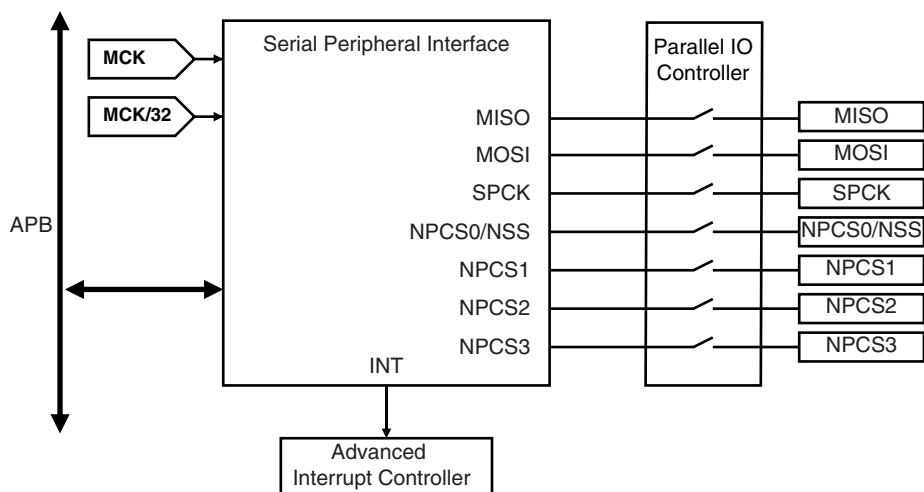 Serial Peripheral Interface
Parallel IO
Controller
MCK
MCK/32
APB
MISO
MOSI
SPCK
NPCS0/NSS
NPCS1
NPCS2
NPCS3
INT
MISO
MOSI
SPCK
NPCS0/NSS
NPCS1
NPCS2
NPCS3
Advanced
Interrupt Controller